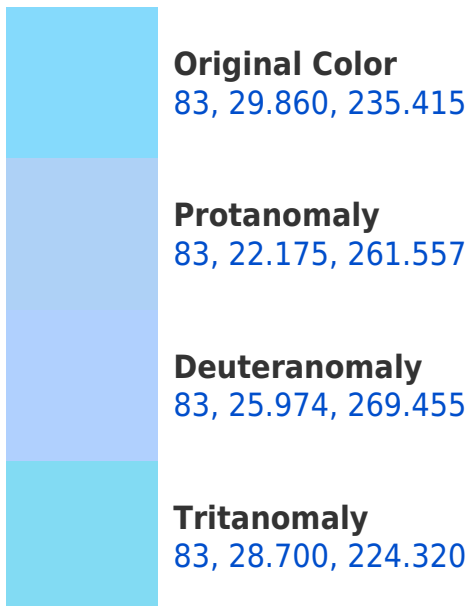 Original Color
83, 29.860, 235.415
Protanomaly
83, 22.175, 261.557
Deuteranomaly
83, 25.974, 269.455
Tritanomaly
83, 28.700, 224.320